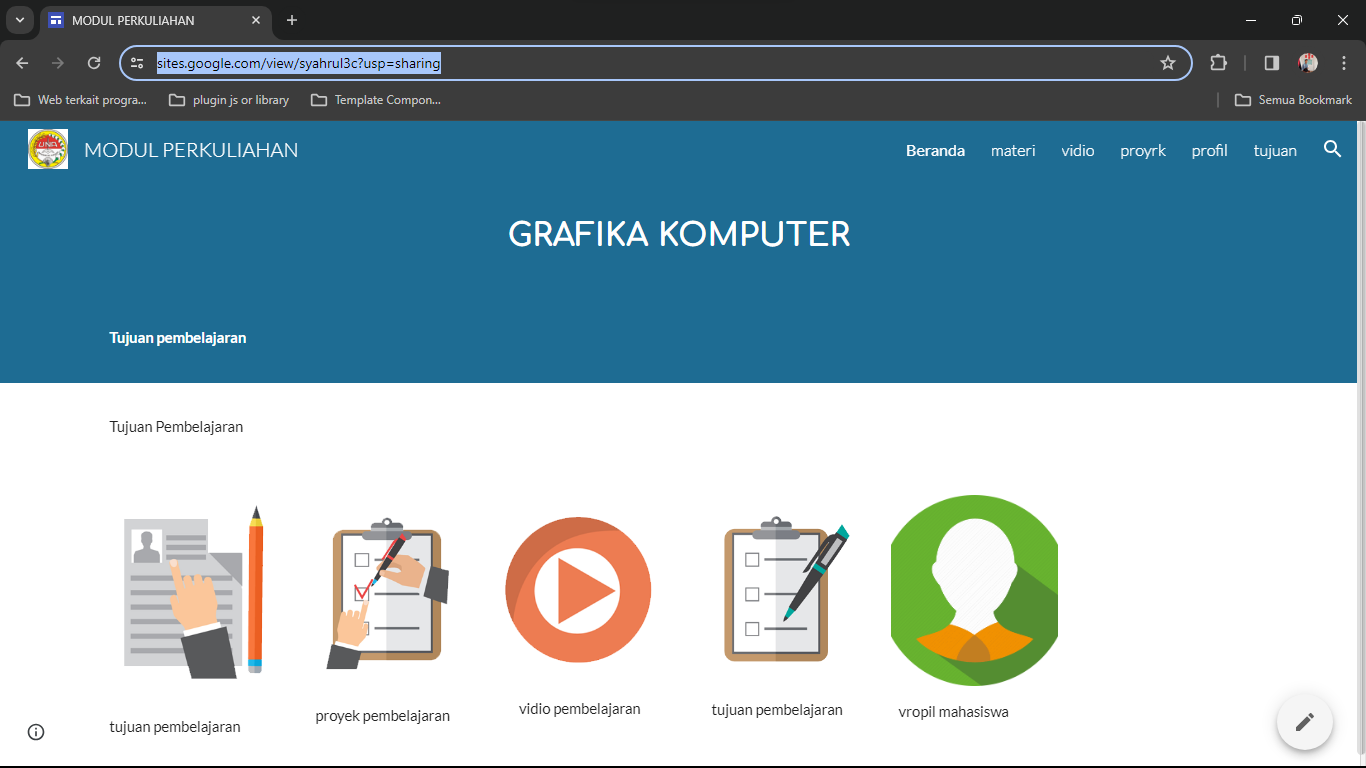 MODUL PERKULIAHAN
sites.google.com/view/syahrul3c?usp=sharing
Web terkait progra...
plugin js or library
Template Compon...
Semua Bookmark
MODUL PERKULIAHAN
Beranda
materi
vidio
proyrk
profil
tujuan
GRAFIKA KOMPUTER
Tujuan pembelajaran
Tujuan Pembelajaran
tujuan pembelajaran
proyek pembelajaran
vidio pembelajaran
tujuan pembelajaran
vropil mahasiswa